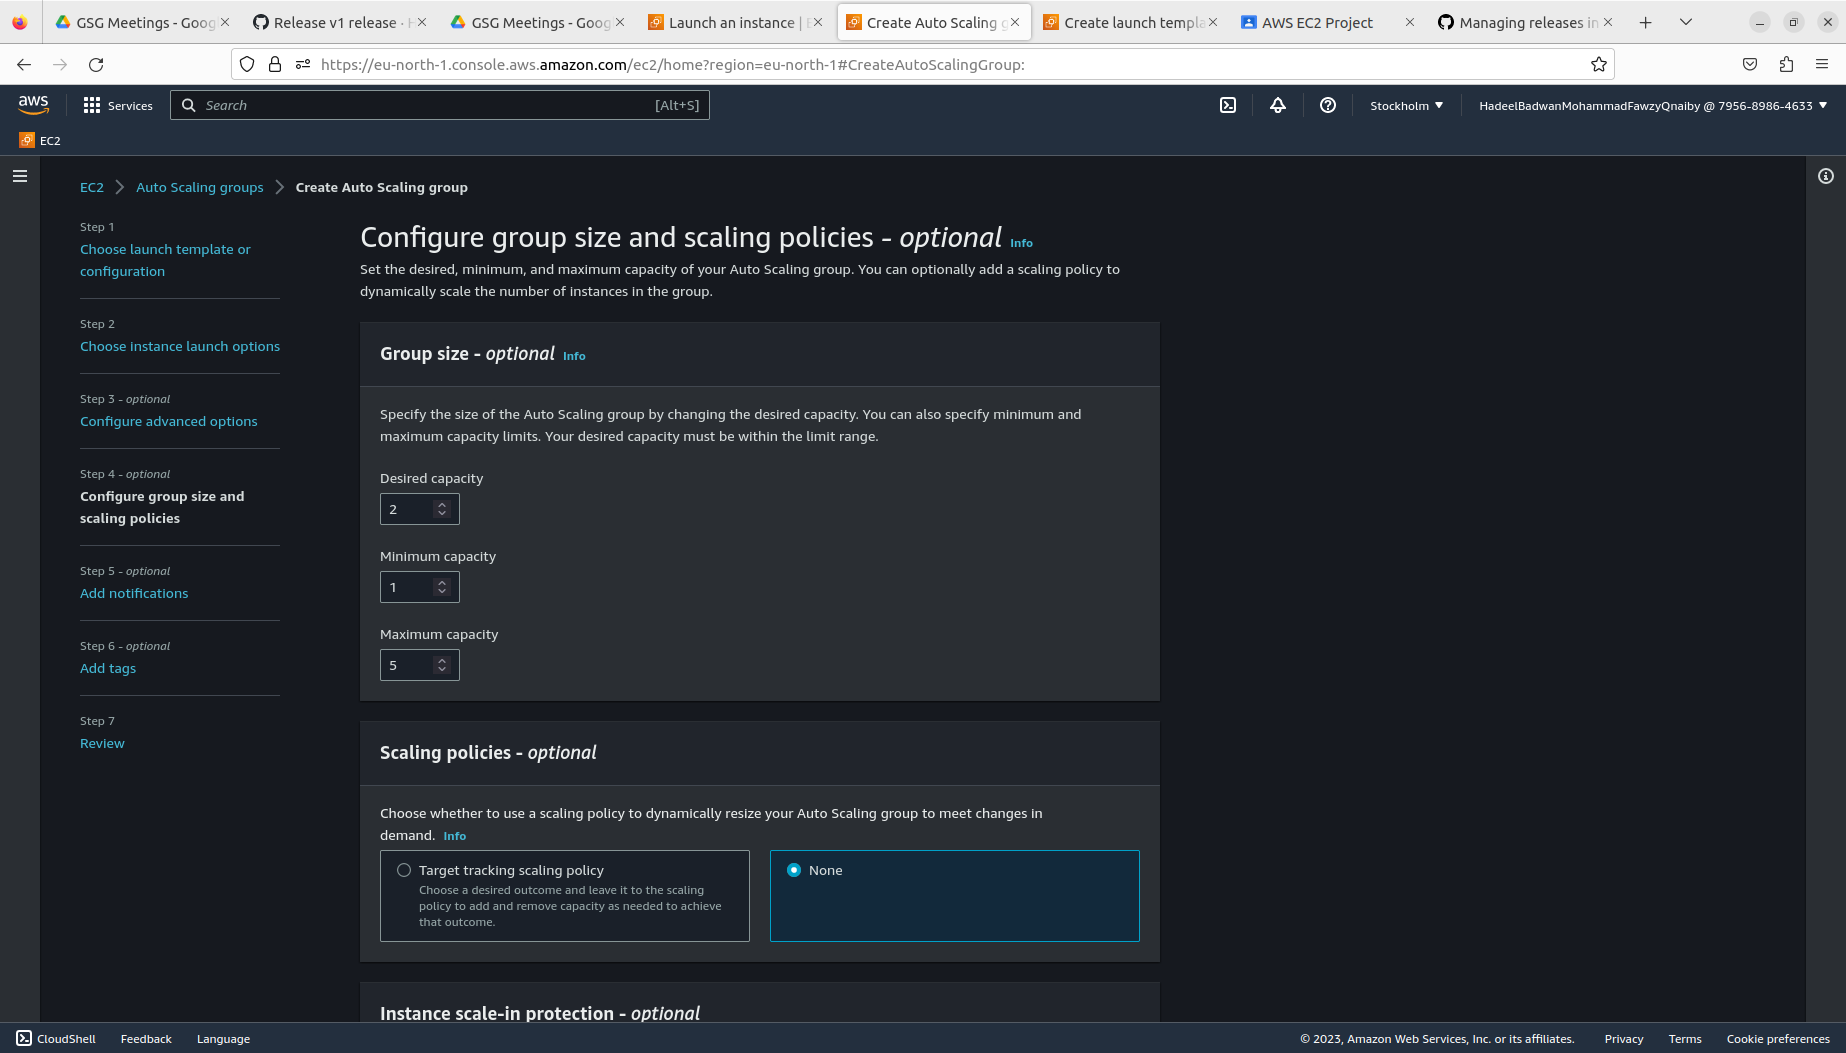 GSG Meetings - Goog
Release v1 release ·
GSG Meetings - Goog
Launch an instance |
Create Auto Scaling g
Create launch templa
AWS EC2 Project
Managing releases in
https://eu-north-1.console.aws.amazon.com/ec2/home?region=eu-north-1#CreateAutoScalingGroup:
aws
Services
Search
[Alt+S]
Stockholm
HadeelBadwanMohammadFawzyQnaiby @ 7956-8986-4633
EC2
EC2
Auto Scaling groups
Create Auto Scaling group
Step 1
Choose launch template or
configuration
Step 2
Choose instance launch options
Step 3 - optional
Configure advanced options
Step 4 - optional
Configure group size and
scaling policies
Step 5 - optional
Add notifications
Step 6 - optional
Add tags
Step 7
Review
Configure group size and scaling policies - optional Info
Set the desired, minimum, and maximum capacity of your Auto Scaling group. You can optionally add a scaling policy to
dynamically scale the number of instances in the group.
Group size - optional Info
Specify the size of the Auto Scaling group by changing the desired capacity. You can also specify minimum and
maximum capacity limits. Your desired capacity must be within the limit range.
Desired capacity
2
Minimum capacity
1
Maximum capacity
5
Scaling policies - optional
Choose whether to use a scaling policy to dynamically resize your Auto Scaling group to meet changes in
demand. Info
Target tracking scaling policy
Choose a desired outcome and leave it to the scaling
policy to add and remove capacity as needed to achieve
that outcome.
None
Instance scale-in protection - optional
CloudShell
Feedback
Language
© 2023, Amazon Web Services, Inc. or its affiliates.
Privacy
Terms
Cookie preferences